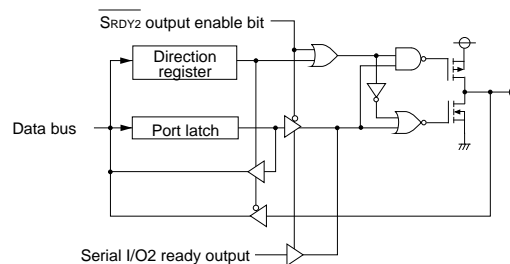 SRDY2 output enable bit
Direction
register
Data bus
Port latch
Serial I/O2 ready output